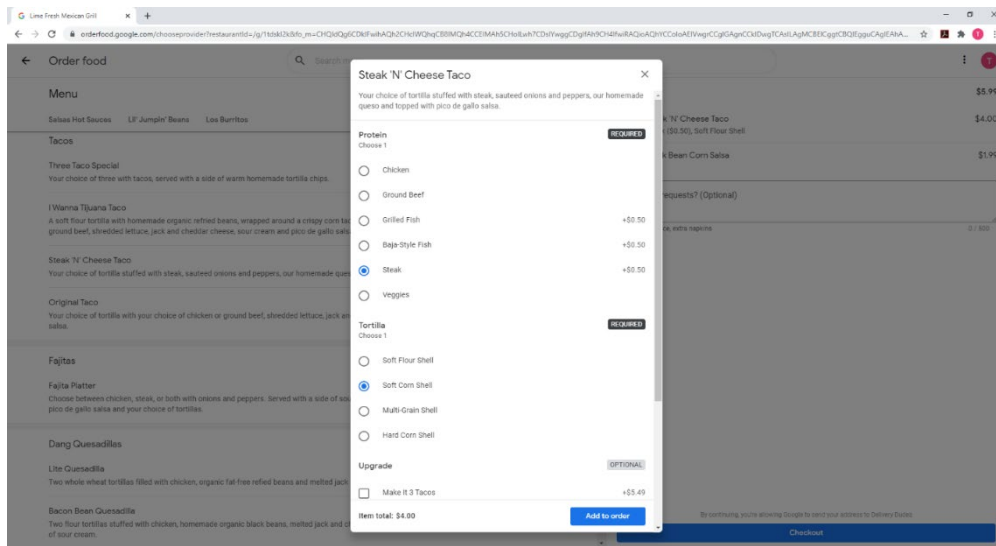 Lime Fresh Mexican Grill
Order food
Menu
Salsas Hot Sauces Lil' Jumpin' Beans Los Burritos
Tacos
Three Taco Special
Your choice of three with tacos, served with a side of warm homemade tortilla chips.
I Wanna Tijuana Taco
A soft flour tortilla with homemade organic refried beans, wrapped around a crispy corn
ground beef, shredded lettuce, jack and cheddar cheese, sour cream and pico de gallo
Steak 'N' Cheese Taco
Your choice of tortilla stuffed with steak, sauteed onions and peppers, our homemade
Original Taco
Your choice of tortilla with your choice of chicken or ground beef, shredded lettuce, jack
salsa.
Fajitas
Fajita Platter
Choose between chicken, steak, or both with onions and peppers. Served with a side of
pico de gallo salsa and your choice of tortillas.
Dang Quesadillas
Lite Quesadilla
Two whole wheat tortillas filled with chicken, organic fat-free refied beans and melted jack
Bacon Bean Quesadilla
Two flour tortillas stuffed with chicken, homemade organic black beans, melted jack and
of sour cream.
Steak 'N' Cheese Taco
Your choice of tortilla stuffed with steak, sauteed onions and peppers, our homemade
queso and topped with pico de gallo salsa.
Protein REQUIRED
Choose 1
Chicken
Ground Beef
Grilled Fish +$0.50
Baja-Style Fish +$0.50
Steak +$0.50
Veggies
Tortilla REQUIRED
Choose 1
Soft Flour Shell
Soft Corn Shell
Multi-Grain Shell
Hard Corn Shell
Upgrade OPTIONAL
Make It 3 Tacos +$5.49
Item total: $4.00 Add to order
T
$5.99
'N' Cheese Taco $4.00
($0.50), Soft Flour Shell
Bean Corn Salsa $1.99
requests? (Optional)
extra napkins 0 / 500
By continuing, you're allowing Google to send your address to Delivery Dudes.
Checkout